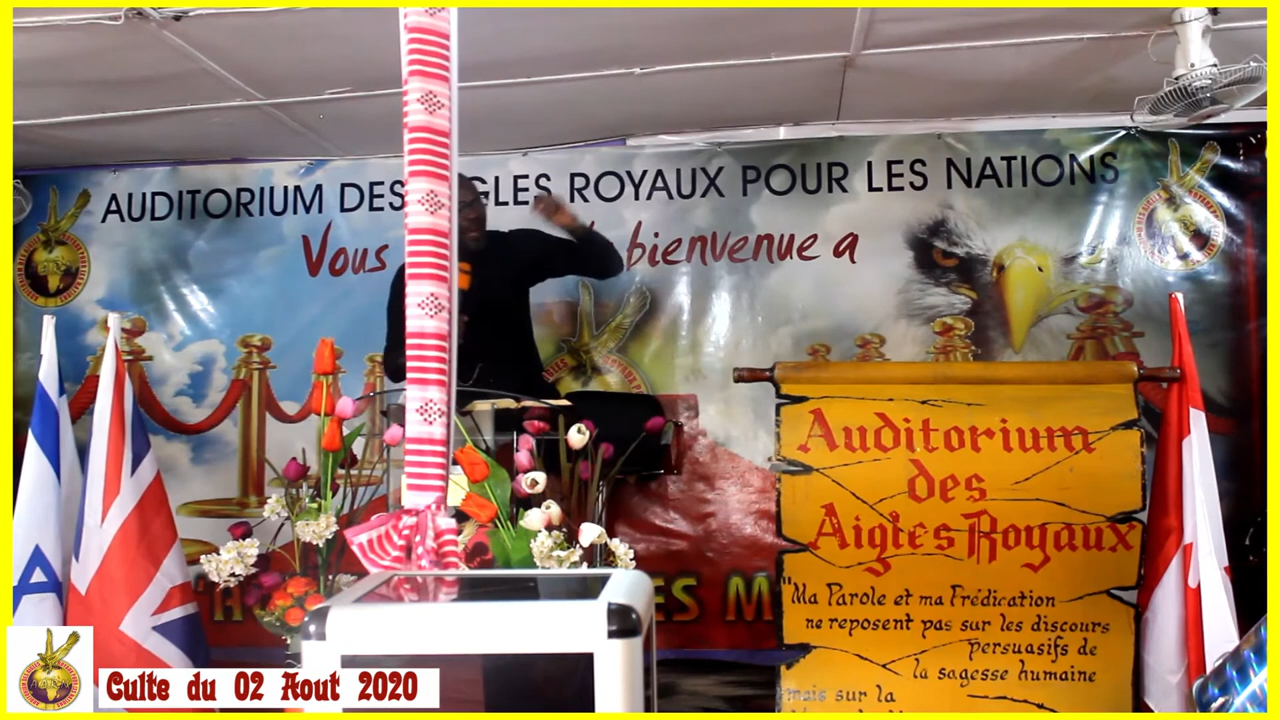 AUDITORIUM DES AIGLES ROYAUX POUR LES NATIONS
Vous bienvenue a
Auditorium
des
Aigles Royaux
"Ma Parole et ma Prédication
ne reposent pas sur les discours
persuasifs de
la sagesse humaine
mais sur la
ES M
Culte du 02 Aout 2020